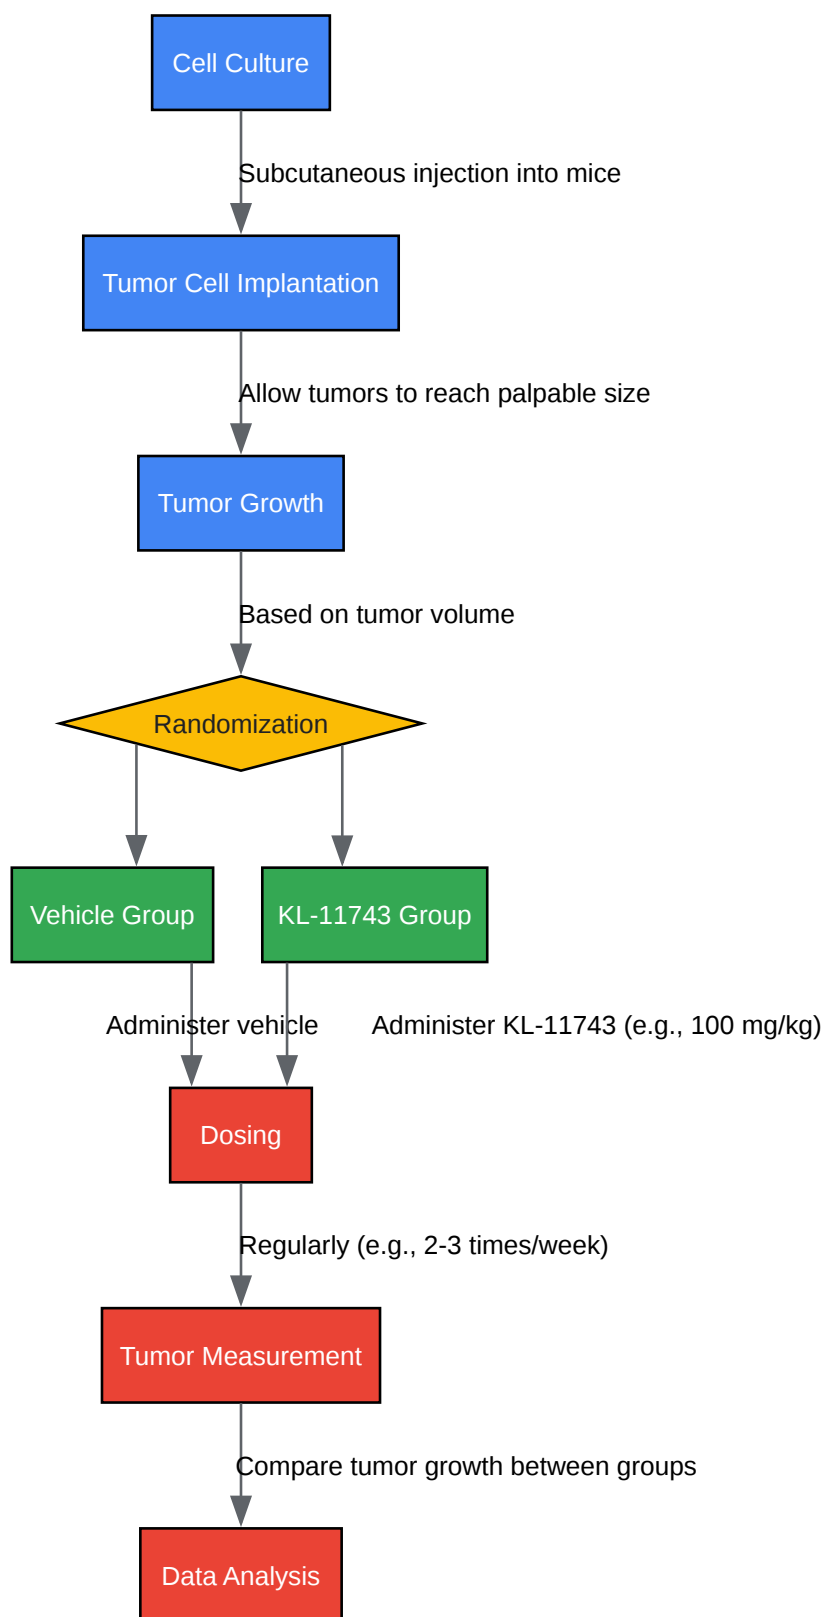 Cell Culture
Subcutaneous injection into mice
Tumor Cell Implantation
Allow tumors to reach palpable size
Tumor Growth
Based on tumor volume
Randomization
Vehicle Group
KL-11743 Group
Administer vehicle
Administer KL-11743 (e.g., 100 mg/kg)
Dosing
Regularly (e.g., 2-3 times/week)
Tumor Measurement
Compare tumor growth between groups
Data Analysis